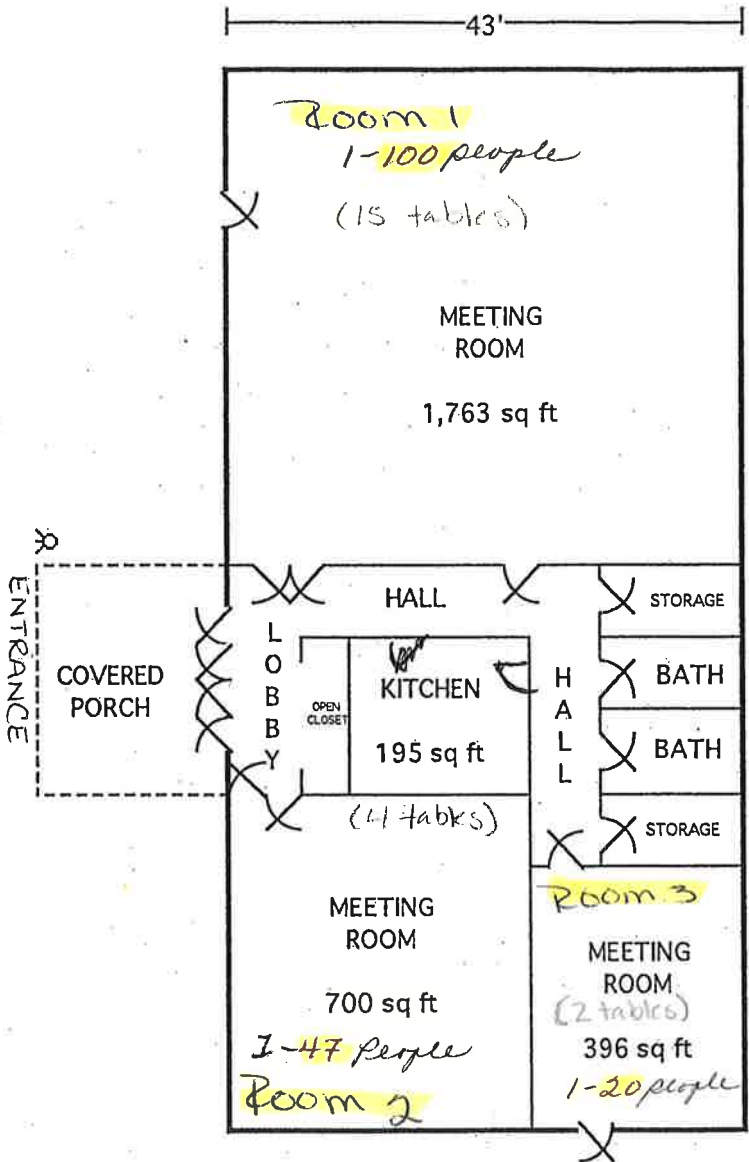 43'
Room 1
1-100 people
(15 tables)
MEETING
ROOM
1,763 sq ft
ENTRANCE
COVERED
PORCH
LOBBY
HALL
STORAGE
OPEN
CLOSET
KITCHEN
195 sq ft
HALL
BATH
BATH
STORAGE
(4 tables)
MEETING
ROOM
700 sq ft
1-47 People
Room 2
Room 3
MEETING
ROOM
(2 tables)
396 sq ft
1-20 people